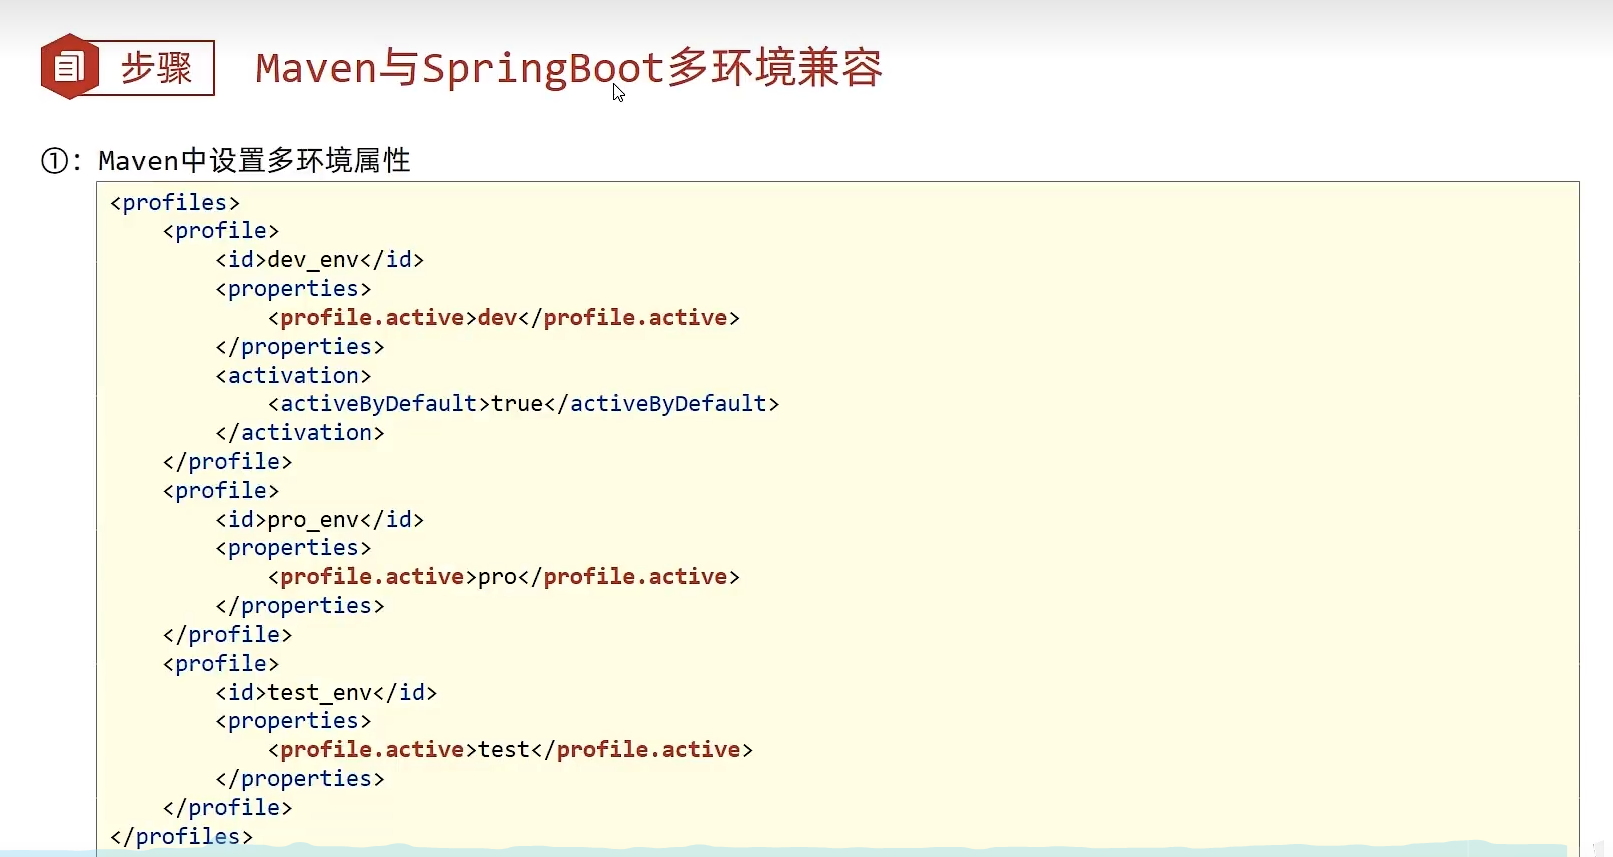 步骤
Maven与SpringBoot多环境兼容
①：Maven中设置多环境属性
<profiles>
    <profile>
        <id>dev_env</id>
        <properties>
            <profile.active>dev</profile.active>
        </properties>
        <activation>
            <activeByDefault>true</activeByDefault>
        </activation>
    </profile>
    <profile>
        <id>pro_env</id>
        <properties>
            <profile.active>pro</profile.active>
        </properties>
    </profile>
    <profile>
        <id>test_env</id>
        <properties>
            <profile.active>test</profile.active>
        </properties>
    </profile>
</profiles>